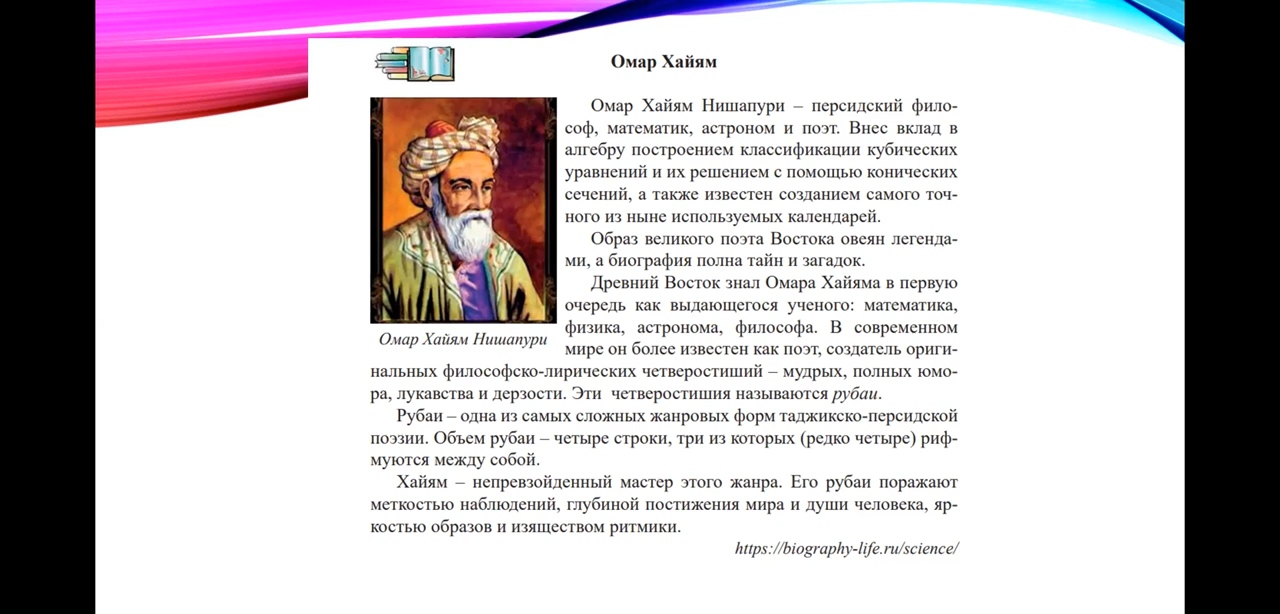 Омар Хайям
Омар Хайям Нишапури – персидский фило-
соф, математик, астроном и поэт. Внес вклад в
алгебру построением классификации кубических
уравнений и их решением с помощью конических
сечений, а также известен созданием самого точ-
ного из ныне используемых календарей.
Образ великого поэта Востока овеян легенда-
ми, а биография полна тайн и загадок.
Древний Восток знал Омара Хайяма в первую
очередь как выдающегося ученого: математика,
физика, астронома, философа. В современном
мире он более известен как поэт, создатель ориги-
нальных философско-лирических четверостиший – мудрых, полных юмо-
ра, лукавства и дерзости. Эти четверостишия называются рубаи.
Омар Хайям Нишапури
Рубаи – одна из самых сложных жанровых форм таджикско-персидской
поэзии. Объем рубаи – четыре строки, три из которых (редко четыре) риф-
муются между собой.
Хайям – непревзойденный мастер этого жанра. Его рубаи поражают
меткостью наблюдений, глубиной постижения мира и души человека, яр-
костью образов и изяществом ритмики.
https://biography-life.ru/science/